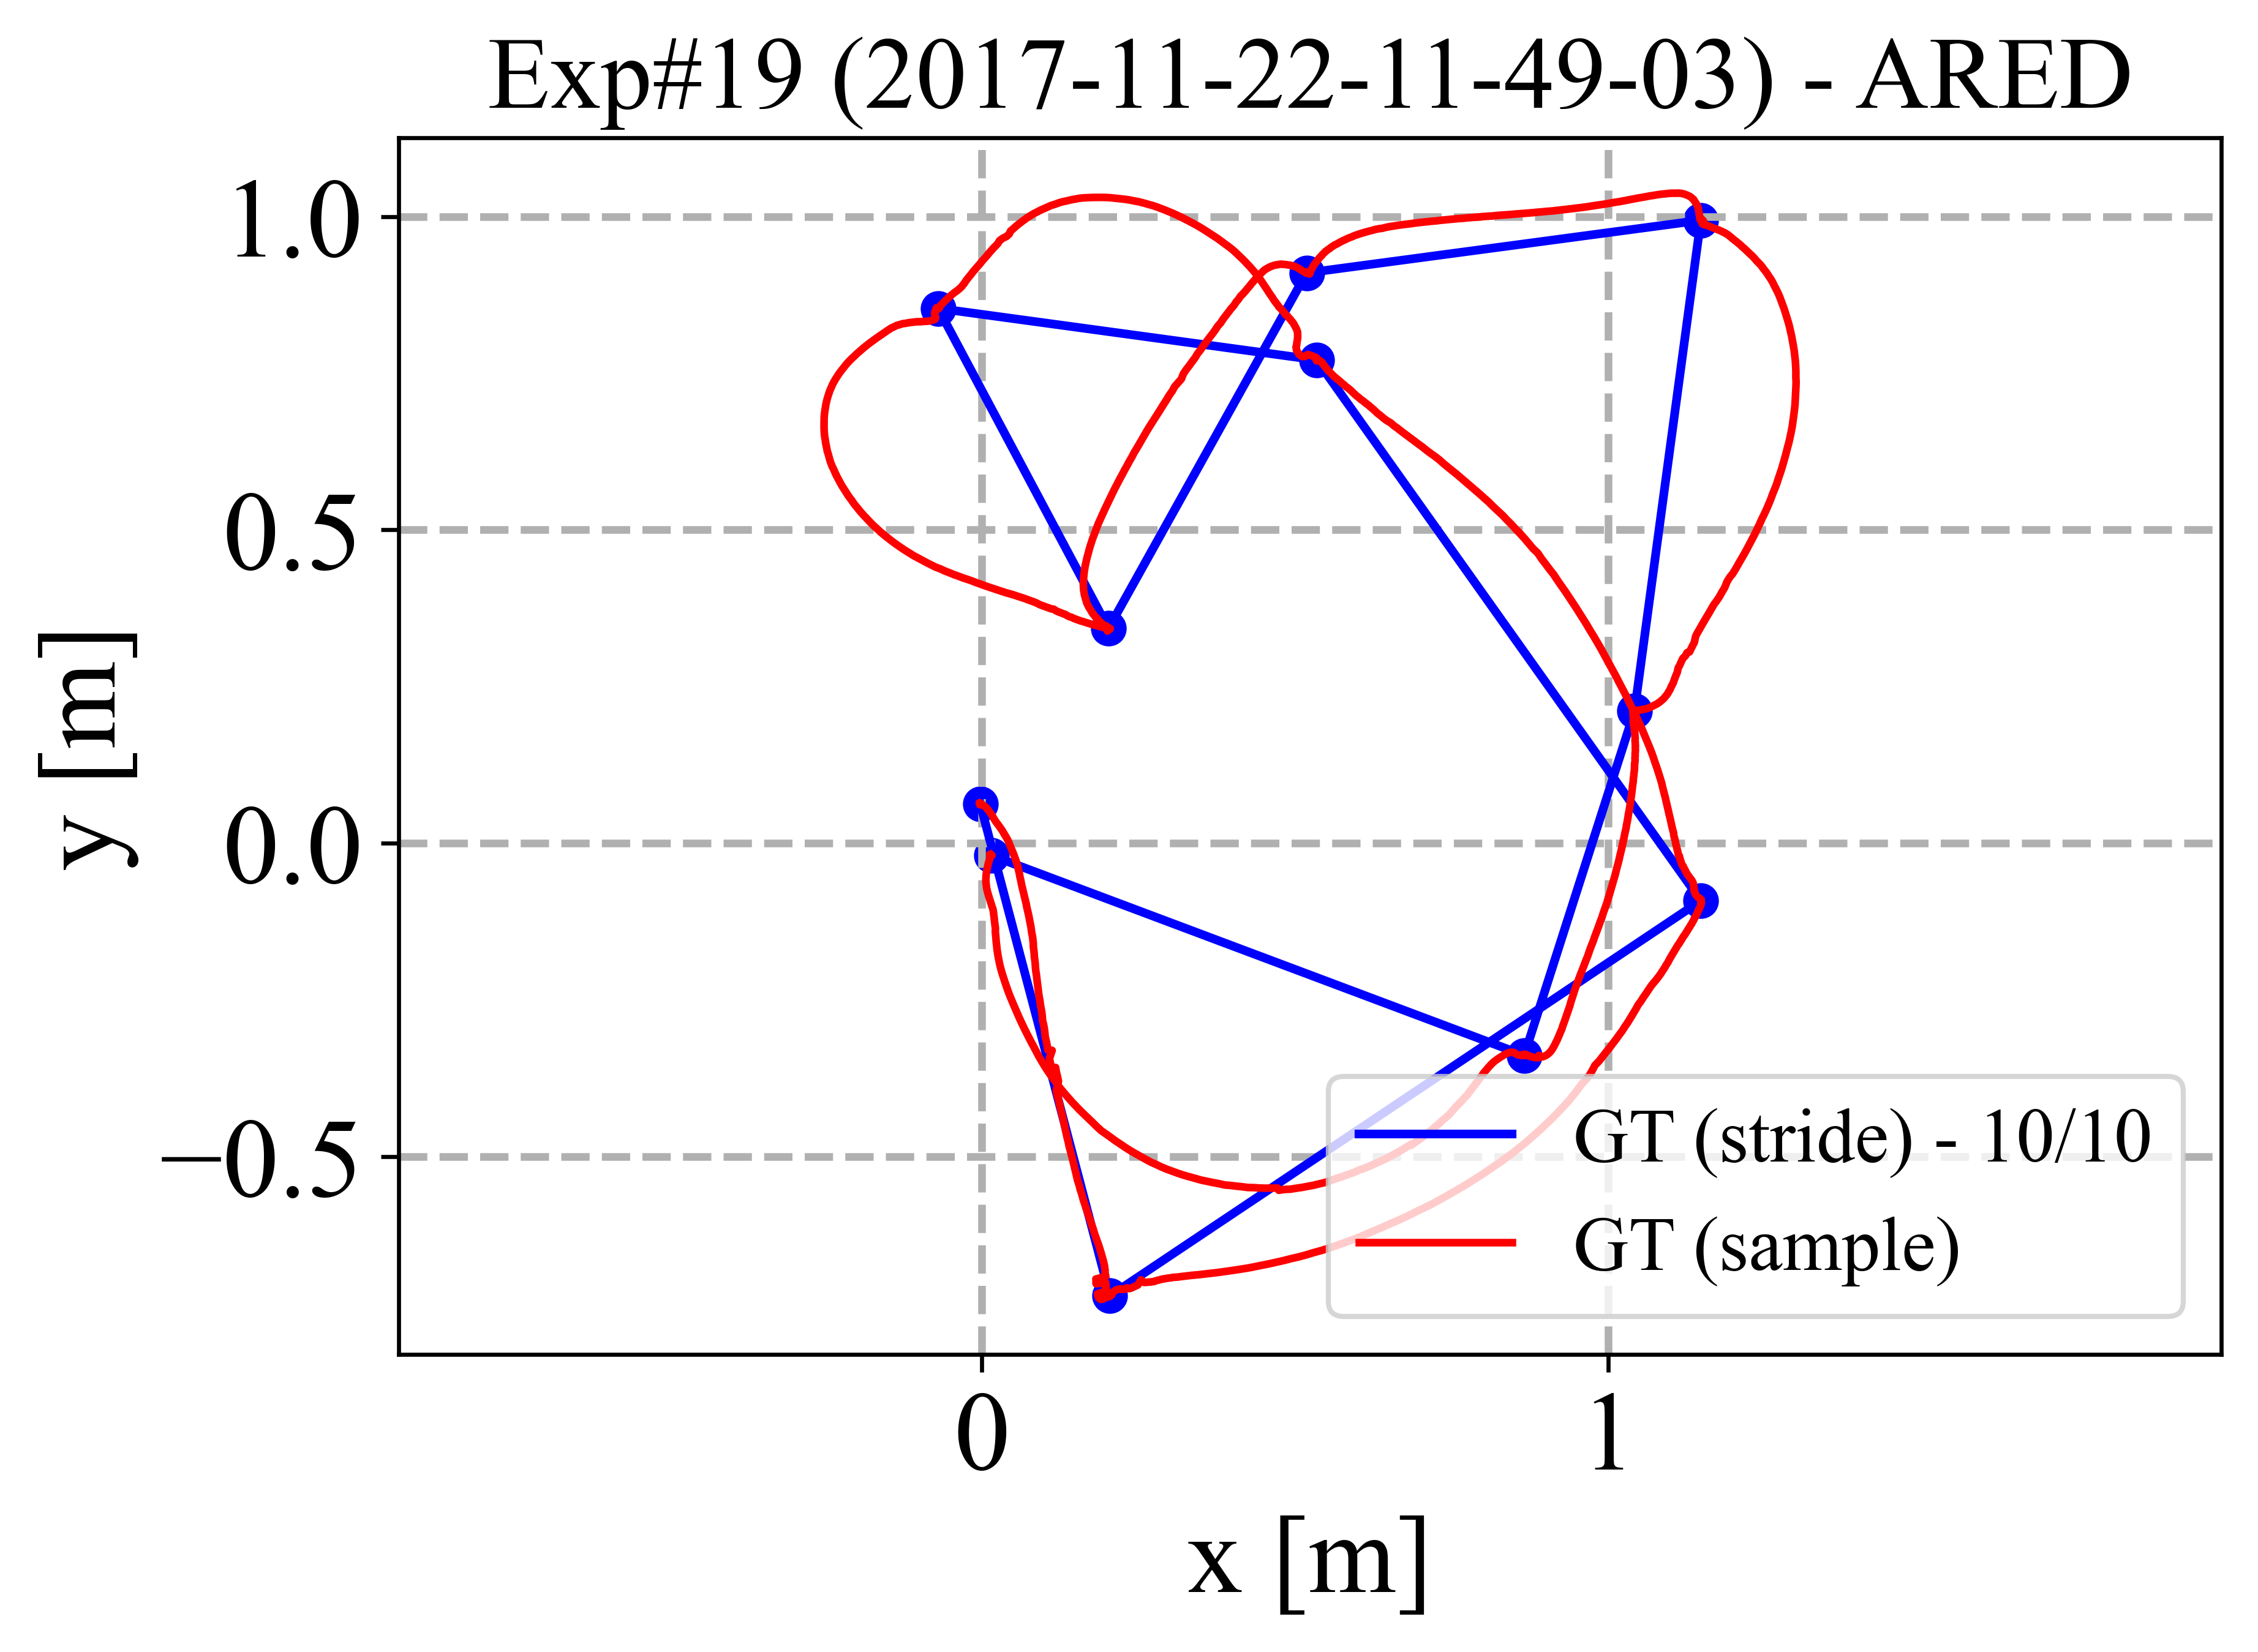 Exp#19 (2017-11-22-11-49-03) - ARED
1.0
0.5
0.0
−0.5
y [m]
0
1
x [m]
GT (stride) - 10/10
GT (sample)